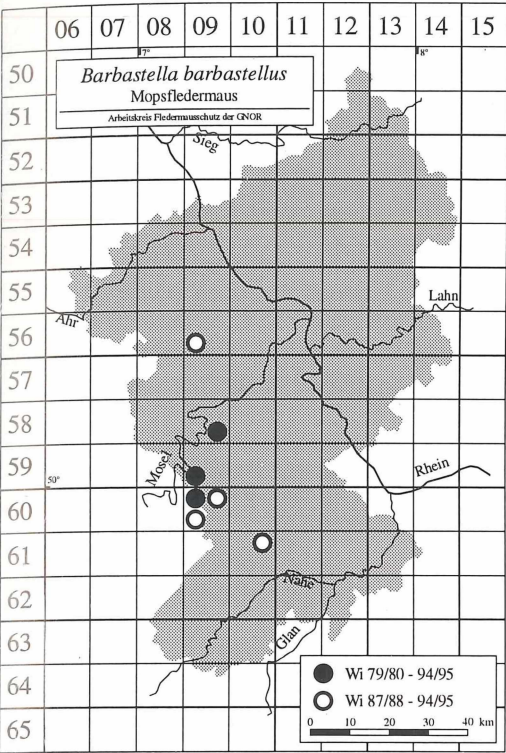 06 07 08 09 10 11 12 13 14 15
7° 8°
50
Barbastella barbastellus
Mopsfledermaus
Arbeitskreis Fledermausschutz der GNOR
51
Sieg
52
53
54
55
Lahn
Ahr
56
57
58
59
Mosel
Rhein
50°
60
61
Nahe
62
63
Glan
64
Wi 79/80 - 94/95
Wi 87/88 - 94/95
65
0 10 20 30 40 km